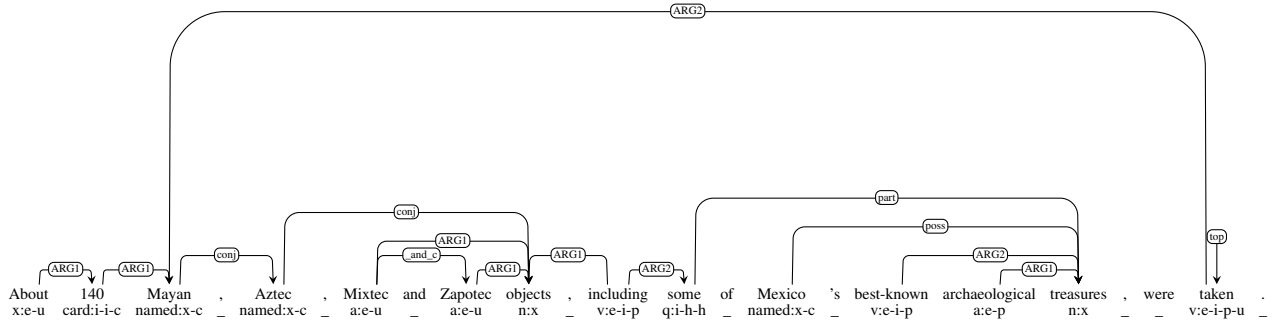 ARG2
part
conj
poss
ARG1
top
conj _and_c ARG1 ARG2
ARG1 ARG1 ARG1 ARG2 ARG1
About 140 Mayan , Aztec , Mixtec and Zapotec objects , including some of Mexico 's best-known archaeological treasures , were taken .
x:e-u card:i-i-c named:x-c _ named:x-c _ a:e-u _ a:e-u n:x _ v:e-i-p q:i-h-h _ named:x-c _ v:e-i-p a:e-p n:x _ _ v:e-i-p-u _